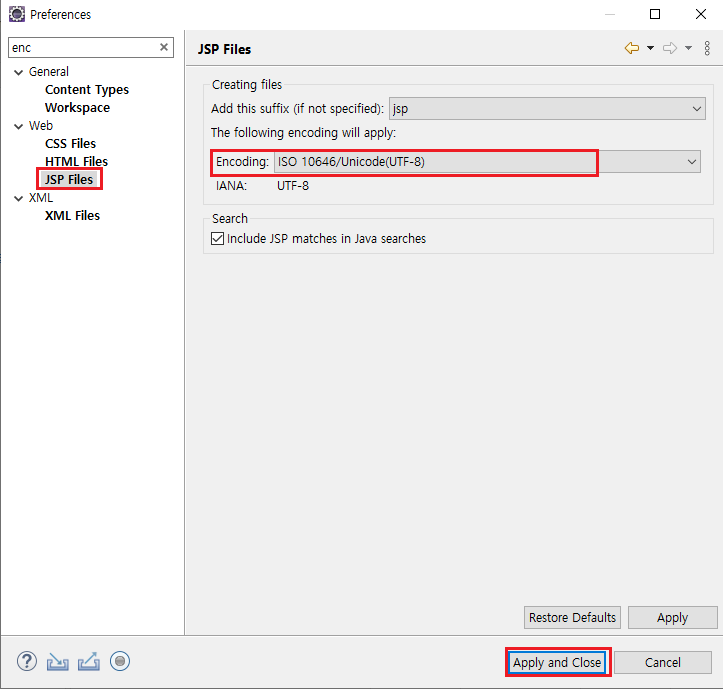 Preferences
enc
JSP Files
General
Content Types
Workspace
Web
CSS Files
HTML Files
JSP Files
XML
XML Files
Creating files
Add this suffix (if not specified): jsp
The following encoding will apply:
Encoding: ISO 10646/Unicode(UTF-8)
IANA: UTF-8
Search
Include JSP matches in Java searches
Restore Defaults Apply
? Apply and Close Cancel